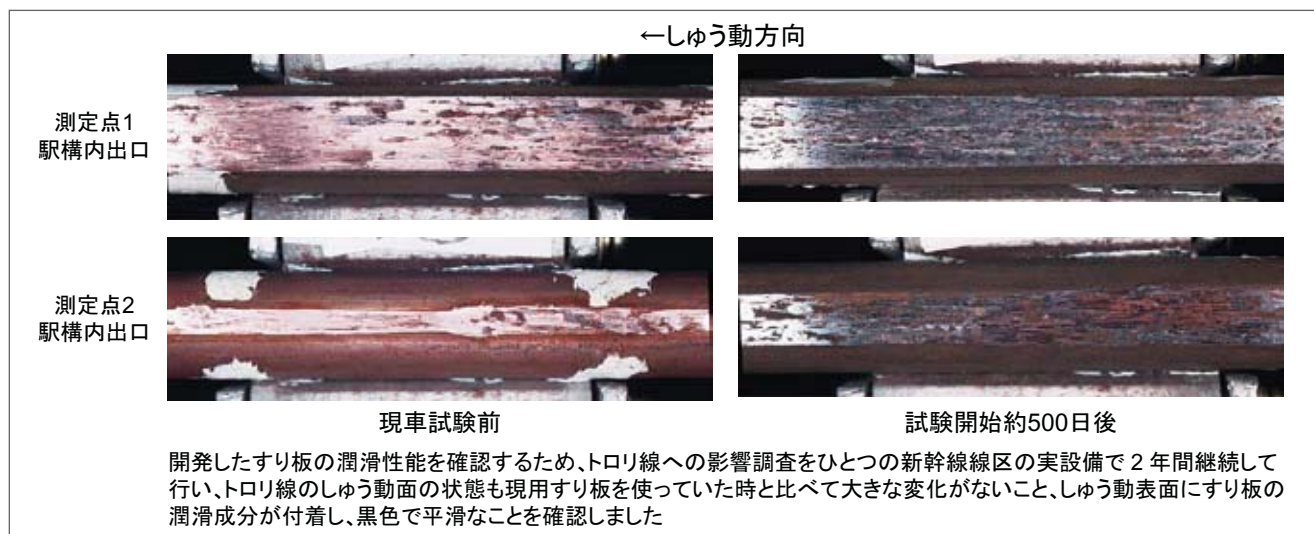 ←しゅう動方向
測定点1
駅構内出口
測定点2
駅構内出口
現車試験前
試験開始約500日後
開発したすり板の潤滑性能を確認するため、トロリ線への影響調査をひとつの新幹線線区の実設備で2年間継続して
行い、トロリ線のしゅう動面の状態も現用すり板を使っていた時と比べて大きな変化がないこと、しゅう動表面にすり板の
潤滑成分が付着し、黒色で平滑なことを確認しました